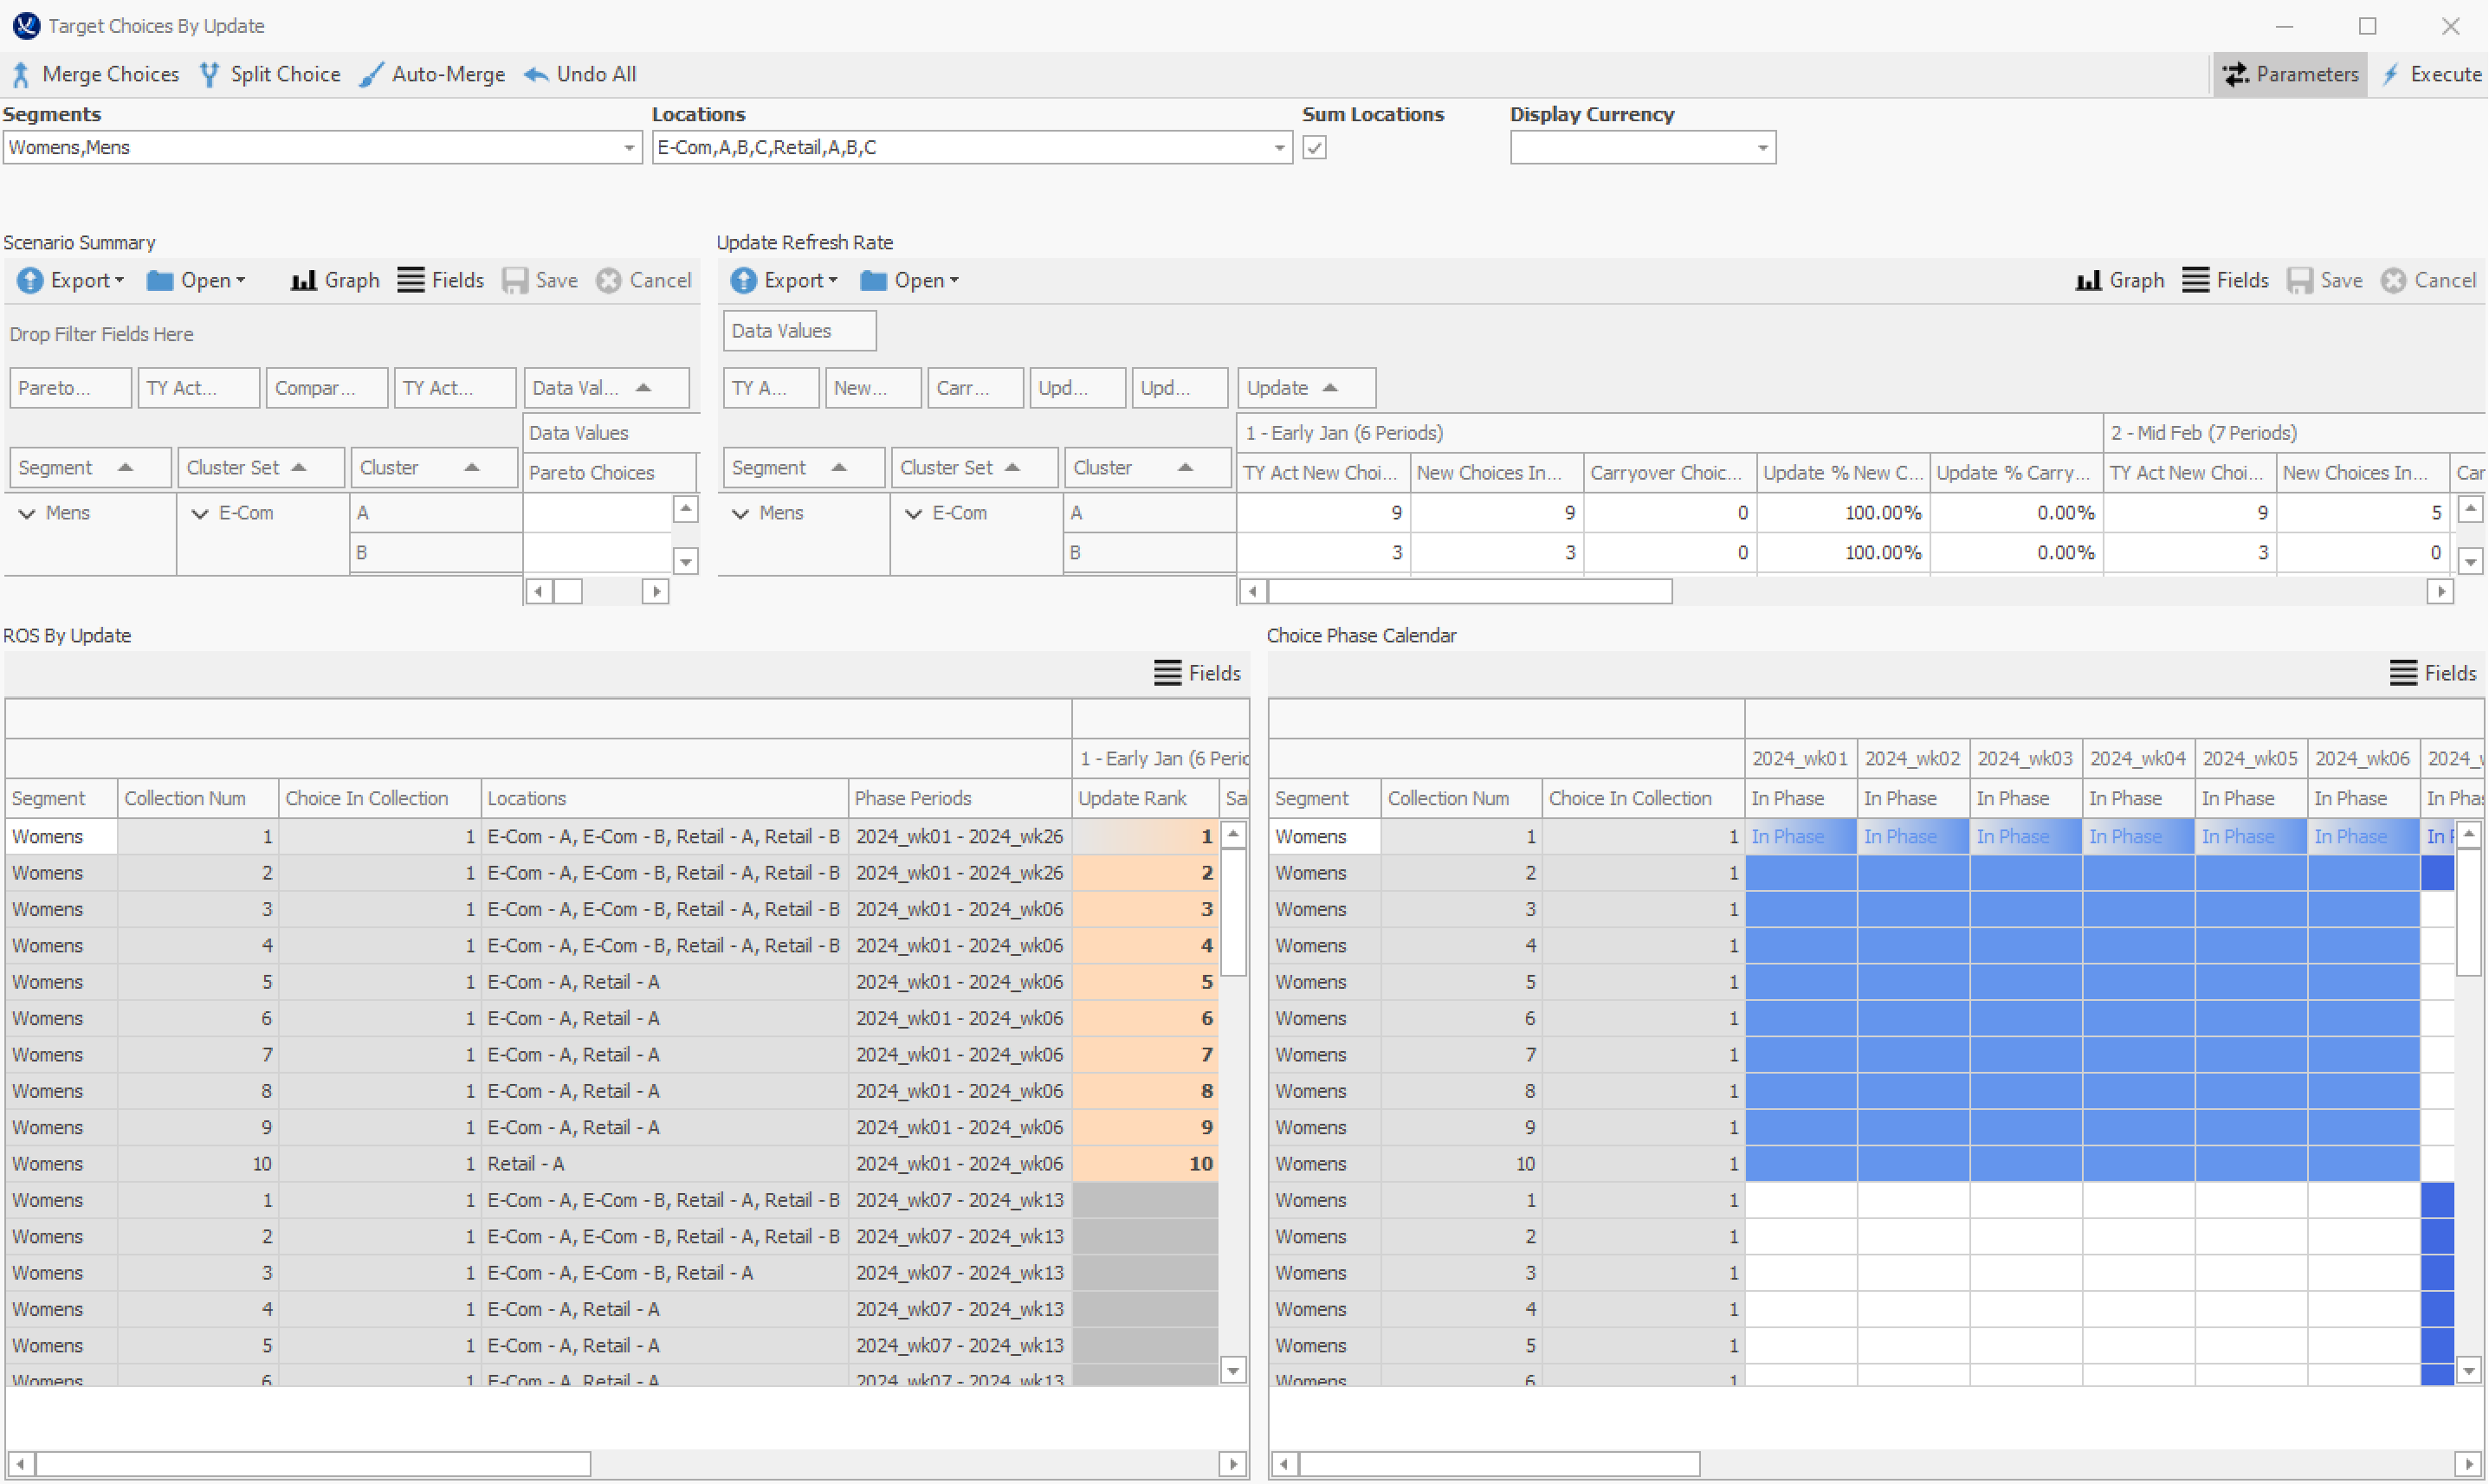 Target Choices By Update
Merge Choices Split Choice Auto-Merge Undo All Parameters Execute
Segments Locations Sum Locations Display Currency
Womens,Mens E-Com,A,B,C,Retail,A,B,C
Scenario Summary Update Refresh Rate
Export Open Graph Fields Save Cancel Export Open Graph Fields Save Cancel
Drop Filter Fields Here Data Values
Pareto... TY Act... Compar... TY Act... Data Val... TY A... New... Carr... Upd... Upd... Update
Data Values 1 - Early Jan (6 Periods) 2 - Mid Feb (7 Periods)
Segment Cluster Set Cluster Pareto Choices Segment Cluster Set Cluster TY Act New Choi... New Choices In... Carryover Choic... Update % New C... Update % Carry... TY Act New Choi... New Choices In... Car
Mens E-Com A Mens E-Com A 9 9 0 100.00% 0.00% 9 5
B B 3 3 0 100.00% 0.00% 3 0
ROS By Update Choice Phase Calendar
Fields Fields
1 - Early Jan (6 Peric 2024_wk01 2024_wk02 2024_wk03 2024_wk04 2024_wk05 2024_wk06 2024_
Segment Collection Num Choice In Collection Locations Phase Periods Update Rank Sal Segment Collection Num Choice In Collection In Phase In Phase In Phase In Phase In Phase In Phase In Phas
Womens 1 1 E-Com - A, E-Com - B, Retail - A, Retail - B 2024_wk01 - 2024_wk26 1 Womens 1 1 In Phase In Phase In Phase In Phase In Phase In Phase In
Womens 2 1 E-Com - A, E-Com - B, Retail - A, Retail - B 2024_wk01 - 2024_wk26 2 Womens 2 1
Womens 3 1 E-Com - A, E-Com - B, Retail - A, Retail - B 2024_wk01 - 2024_wk06 3 Womens 3 1
Womens 4 1 E-Com - A, E-Com - B, Retail - A, Retail - B 2024_wk01 - 2024_wk06 4 Womens 4 1
Womens 5 1 E-Com - A, Retail - A 2024_wk01 - 2024_wk06 5 Womens 5 1
Womens 6 1 E-Com - A, Retail - A 2024_wk01 - 2024_wk06 6 Womens 6 1
Womens 7 1 E-Com - A, Retail - A 2024_wk01 - 2024_wk06 7 Womens 7 1
Womens 8 1 E-Com - A, Retail - A 2024_wk01 - 2024_wk06 8 Womens 8 1
Womens 9 1 E-Com - A, Retail - A 2024_wk01 - 2024_wk06 9 Womens 9 1
Womens 10 1 Retail - A 2024_wk01 - 2024_wk06 10 Womens 10 1
Womens 1 1 E-Com - A, E-Com - B, Retail - A, Retail - B 2024_wk07 - 2024_wk13 Womens 1 1
Womens 2 1 E-Com - A, E-Com - B, Retail - A, Retail - B 2024_wk07 - 2024_wk13 Womens 2 1
Womens 3 1 E-Com - A, E-Com - B, Retail - A 2024_wk07 - 2024_wk13 Womens 3 1
Womens 4 1 E-Com - A, Retail - A 2024_wk07 - 2024_wk13 Womens 4 1
Womens 5 1 E-Com - A, Retail - A 2024_wk07 - 2024_wk13 Womens 5 1
Womens 6 1 E-Com - A, Retail - A 2024_wk07 - 2024_wk13 Womens 6 1